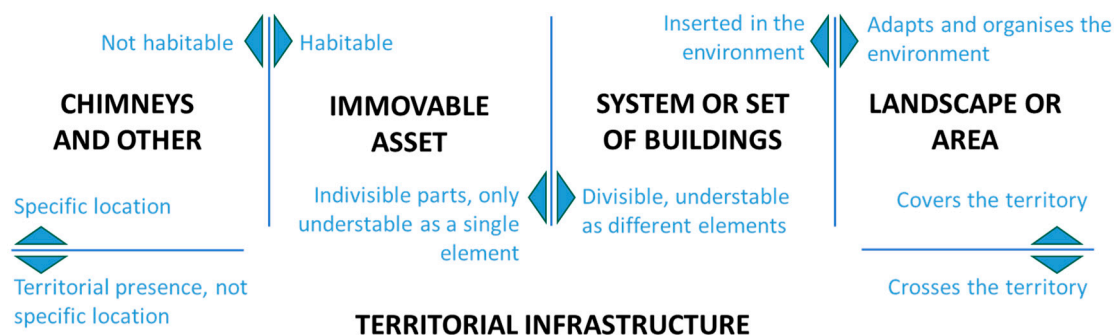 Not habitable
Habitable
Inserted in the
environment
Adapts and organises the
environment
CHIMNEYS
AND OTHER
IMMOVABLE
ASSET
SYSTEM OR SET
OF BUILDINGS
LANDSCAPE OR
AREA
Specific location
Indivisible parts, only
understable as a single
element
Divisible, understable
as different elements
Covers the territory
Territorial presence, not
specific location
Crosses the territory
TERRITORIAL INFRASTRUCTURE